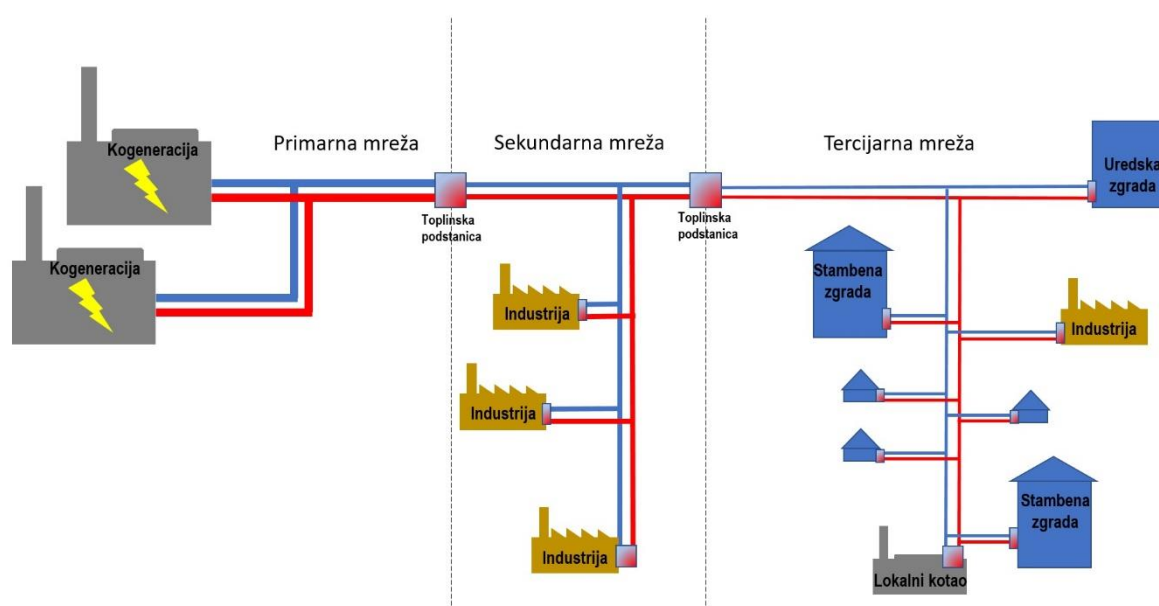 Primarna mreža
Sekundarna mreža
Tercijarna mreža
Kogeneracija
Kogeneracija
Toplinska
podstanica
Toplinska
podstanica
Industrija
Industrija
Industrija
Uredska
zgrada
Stambena
zgrada
Industrija
Stambena
zgrada
Lokalni kotao